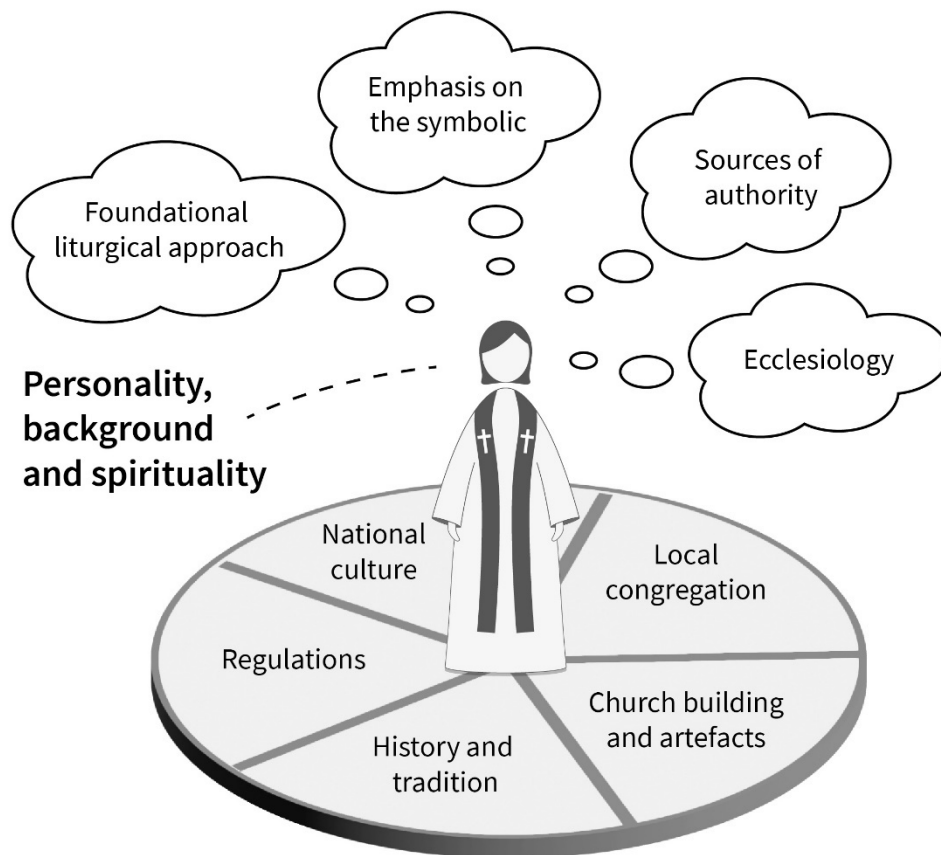 Emphasis on
the symbolic
Sources of
authority
Foundational
liturgical approach
Ecclesiology
Personality,
background
and spirituality
National
culture
Local
congregation
Regulations
Church building
and artefacts
History and
tradition